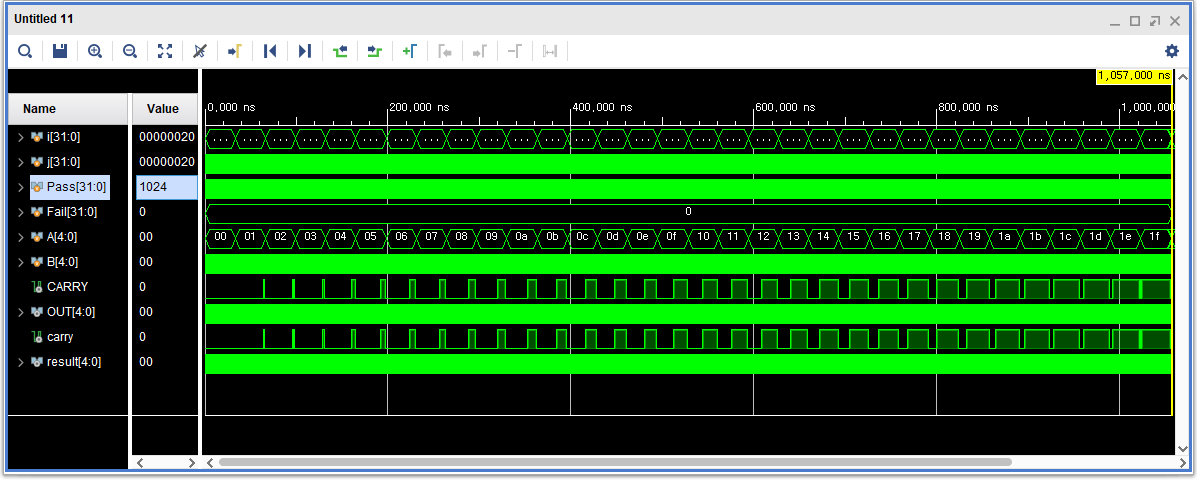 Untitled 11
1,057,000 ns
0,000 ns 200,000 ns 400,000 ns 600,000 ns 800,000 ns 1,000,000
Name Value
i[31:0] 00000020 ... ... ... ... ... ... ... ... ... ... ... ... ... ... ... ... ... ... ... ... ... ... ... ... ... ... ... ... ... ... ... ...
j[31:0] 00000020
Pass[31:0] 1024
Fail[31:0] 0 0
A[4:0] 00 00 01 02 03 04 05 06 07 08 09 0a 0b 0c 0d 0e 0f 10 11 12 13 14 15 16 17 18 19 1a 1b 1c 1d 1e 1f
B[4:0] 00
CARRY 0
OUT[4:0] 00
carry 0
result[4:0] 00